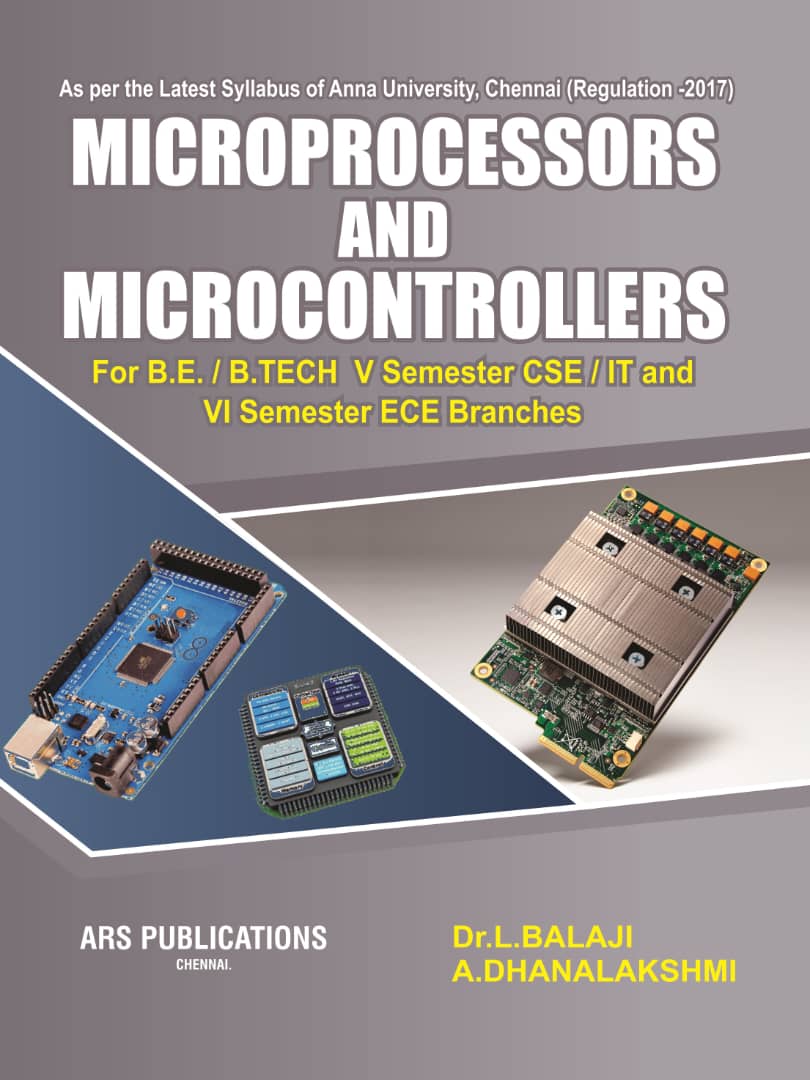 As per the Latest Syllabus of Anna University, Chennai (Regulation -2017)
MICROPROCESSORS
AND
MICROCONTROLLERS
For B.E. / B.TECH V Semester CSE / IT and
VI Semester ECE Branches
ARS PUBLICATIONS
CHENNAI.
Dr.L.BALAJI
A.DHANALAKSHMI